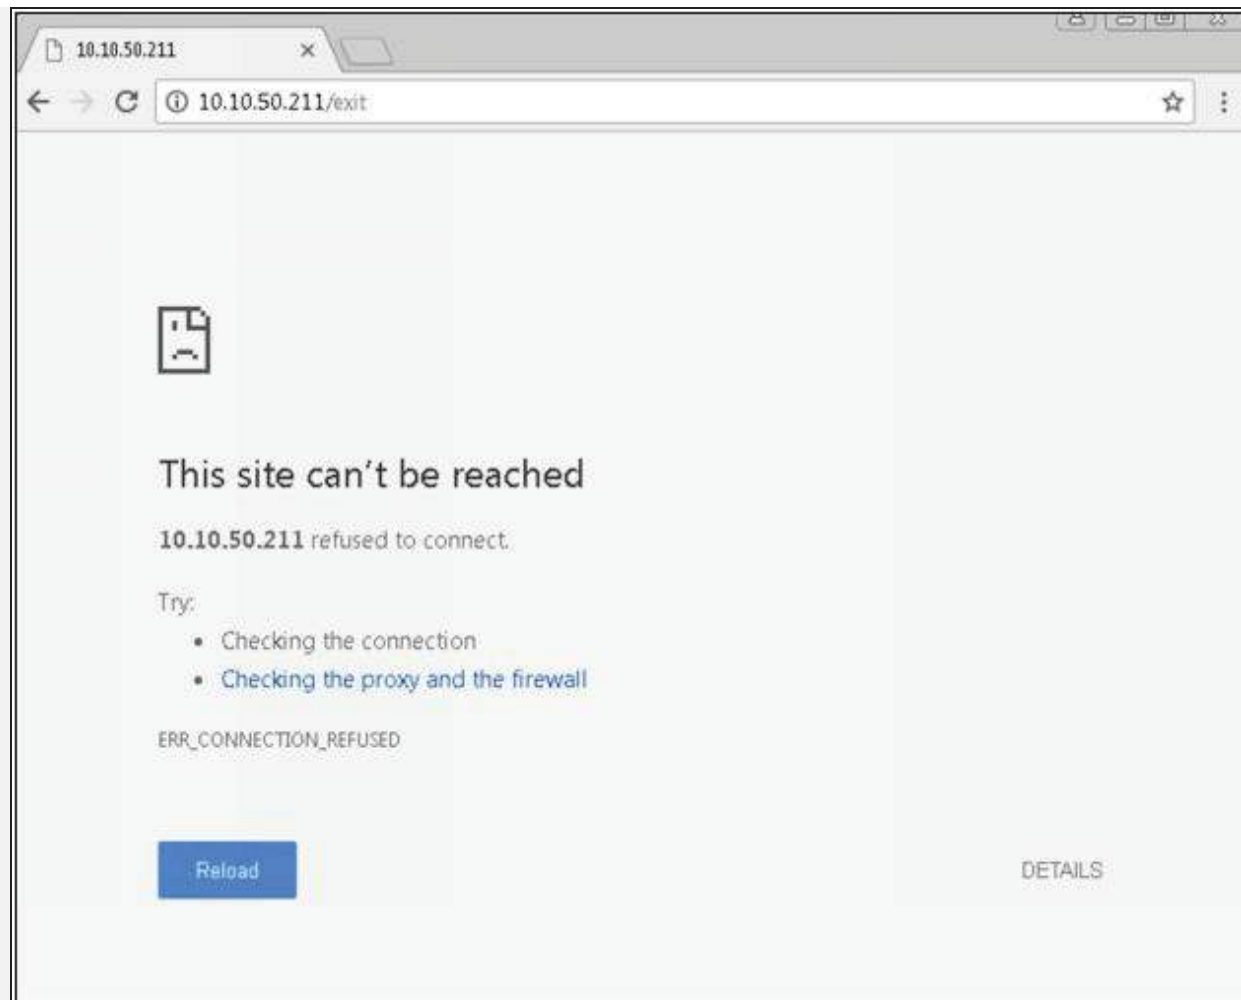 10.10.50.211
10.10.50.211/exit
This site can't be reached
10.10.50.211 refused to connect.
Try:
• Checking the connection
• Checking the proxy and the firewall
ERR_CONNECTION_REFUSED
Reload
DETAILS